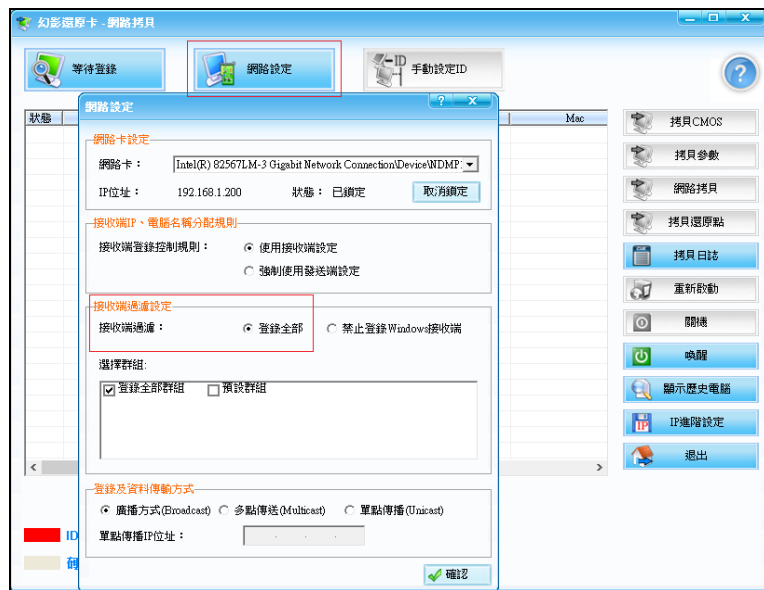 幻影還原卡 - 網路拷貝
等待登錄
網路設定
手動設定ID
網路設定
狀態
Mac
網路卡設定
網路卡：
Intel(R) 82567LM-3 Gigabit Network Connection\Device\NDMP:
IP位址：
192.168.1.200
狀態：
已鎖定
取消鎖定
接收端IP、電腦名稱分配規則
接收端登錄控制規則：
使用接收端設定
強制使用發送端設定
接收端過濾設定
接收端過濾：
登錄全部
禁止登錄Windows接收端
選擇群組:
登錄全部群組
預設群組
登錄及資料傳輸方式
廣播方式(Broadcast)
多點傳送(Multicast)
單點傳播(Unicast)
單點傳播IP位址：
確認
拷貝CMOS
拷貝參數
網路拷貝
拷貝還原點
拷貝日誌
重新啟動
關機
喚醒
顯示歷史電腦
IP進階設定
退出
ID